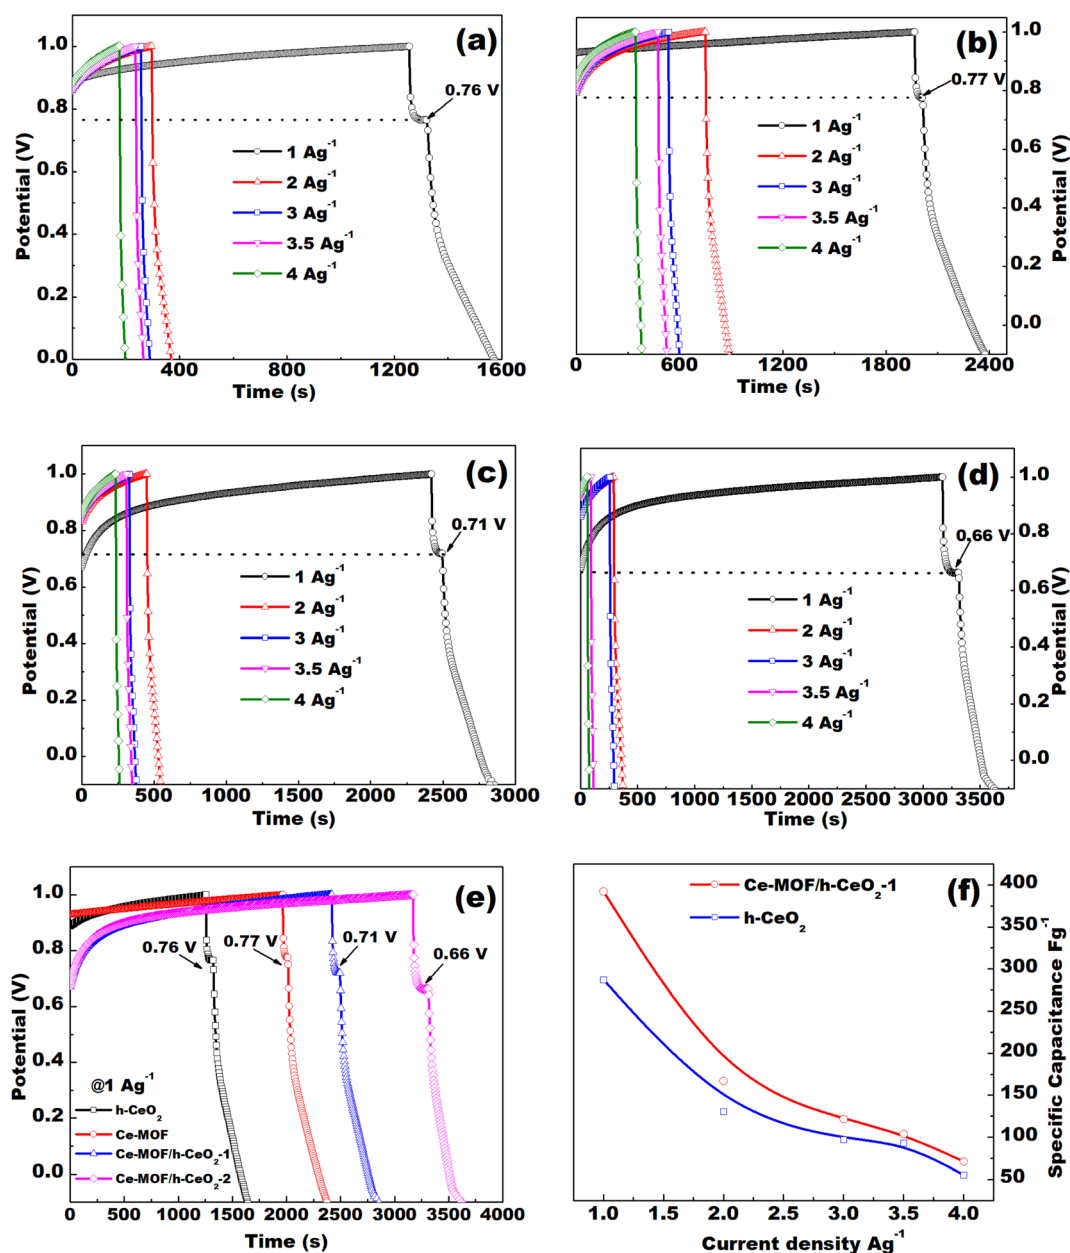 (a)
Potential (V)
1.0
0.8
0.6
0.4
0.2
0.0
0.76 V
1 Ag⁻¹
2 Ag⁻¹
3 Ag⁻¹
3.5 Ag⁻¹
4 Ag⁻¹
0 400 800 1200 1600
Time (s)
(b)
1.0
0.8
0.6
0.4
0.2
0.0
Potential (V)
0.77 V
1 Ag⁻¹
2 Ag⁻¹
3 Ag⁻¹
3.5 Ag⁻¹
4 Ag⁻¹
0 600 1200 1800 2400
Time (s)
(c)
Potential (V)
1.0
0.8
0.6
0.4
0.2
0.0
0.71 V
1 Ag⁻¹
2 Ag⁻¹
3 Ag⁻¹
3.5 Ag⁻¹
4 Ag⁻¹
0 500 1000 1500 2000 2500 3000
Time (s)
(d)
1.0
0.8
0.6
0.4
0.2
0.0
Potential (V)
0.66 V
1 Ag⁻¹
2 Ag⁻¹
3 Ag⁻¹
3.5 Ag⁻¹
4 Ag⁻¹
0 750 1500 2250 3000 3750
Time (s)
(e)
Potential (V)
1.0
0.8
0.6
0.4
0.2
0.0
0.76 V
0.77 V
0.71 V
0.66 V
@1 Ag⁻¹
h-CeO₂
Ce-MOF
Ce-MOF/h-CeO₂-1
Ce-MOF/h-CeO₂-2
0 500 1000 1500 2000 2500 3000 3500 4000
Time (s)
(f)
Ce-MOF/h-CeO₂-1
h-CeO₂
400
350
300
250
200
150
100
50
Specific Capacitance Fg⁻¹
1.0 1.5 2.0 2.5 3.0 3.5 4.0
Current density Ag⁻¹